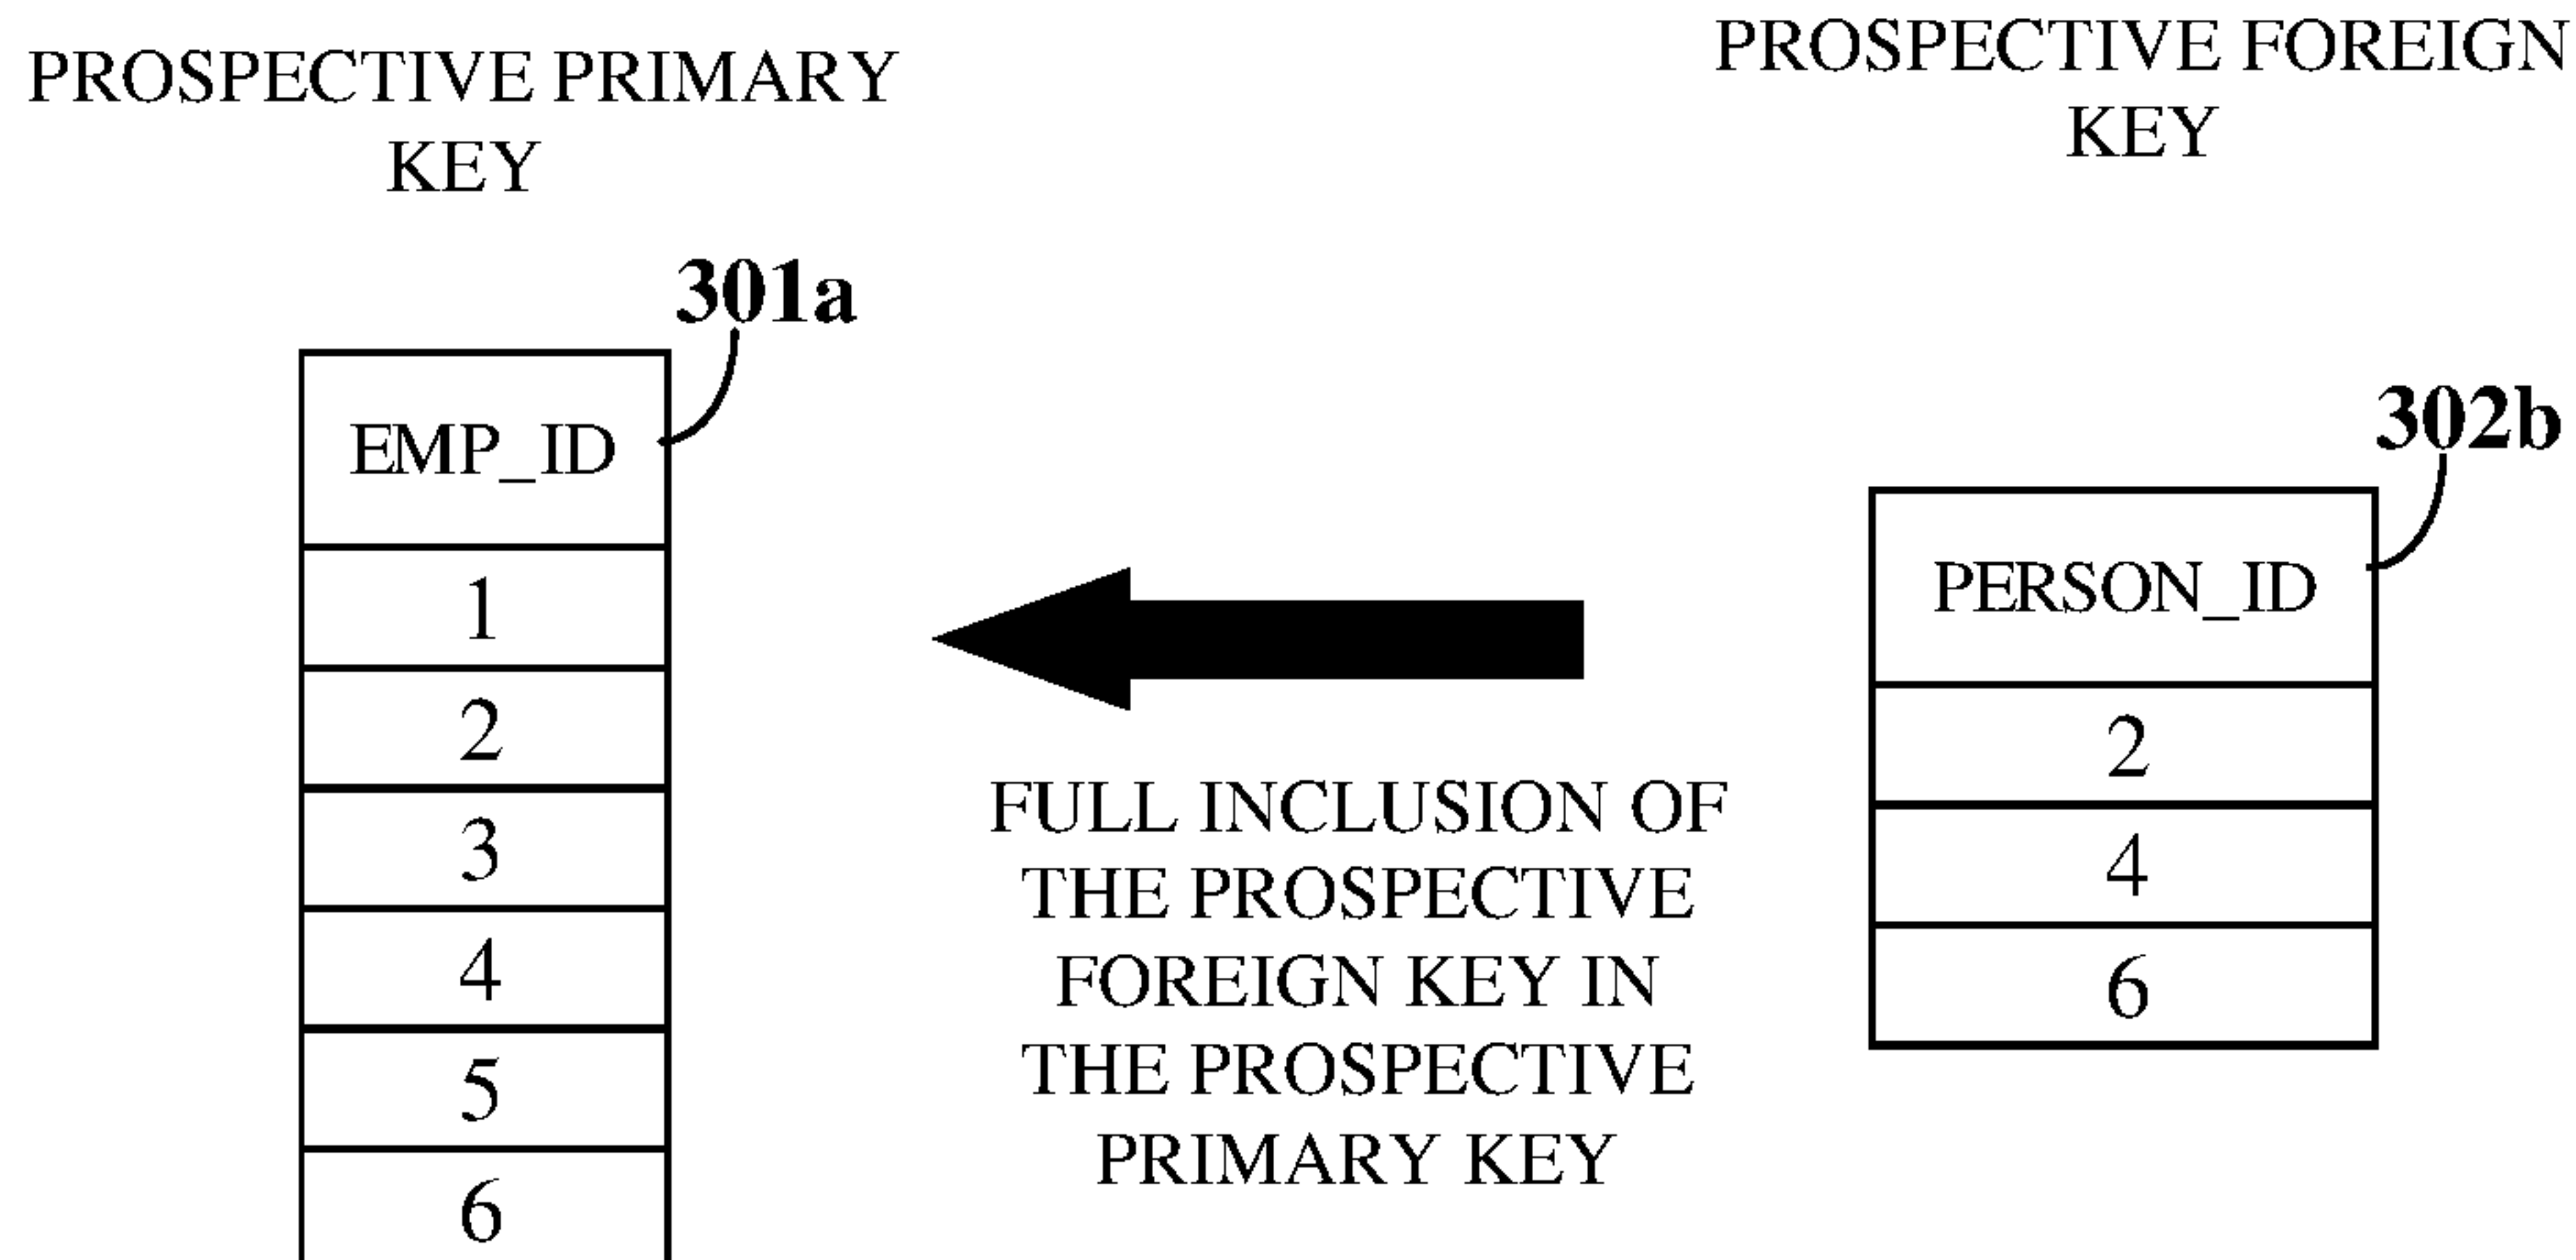 PROSPECTIVE PRIMARY
KEY
PROSPECTIVE FOREIGN
KEY
301a
EMP_ID
1
2
3
4
5
6
FULL INCLUSION OF
THE PROSPECTIVE
FOREIGN KEY IN
THE PROSPECTIVE
PRIMARY KEY
302b
PERSON_ID
2
4
6